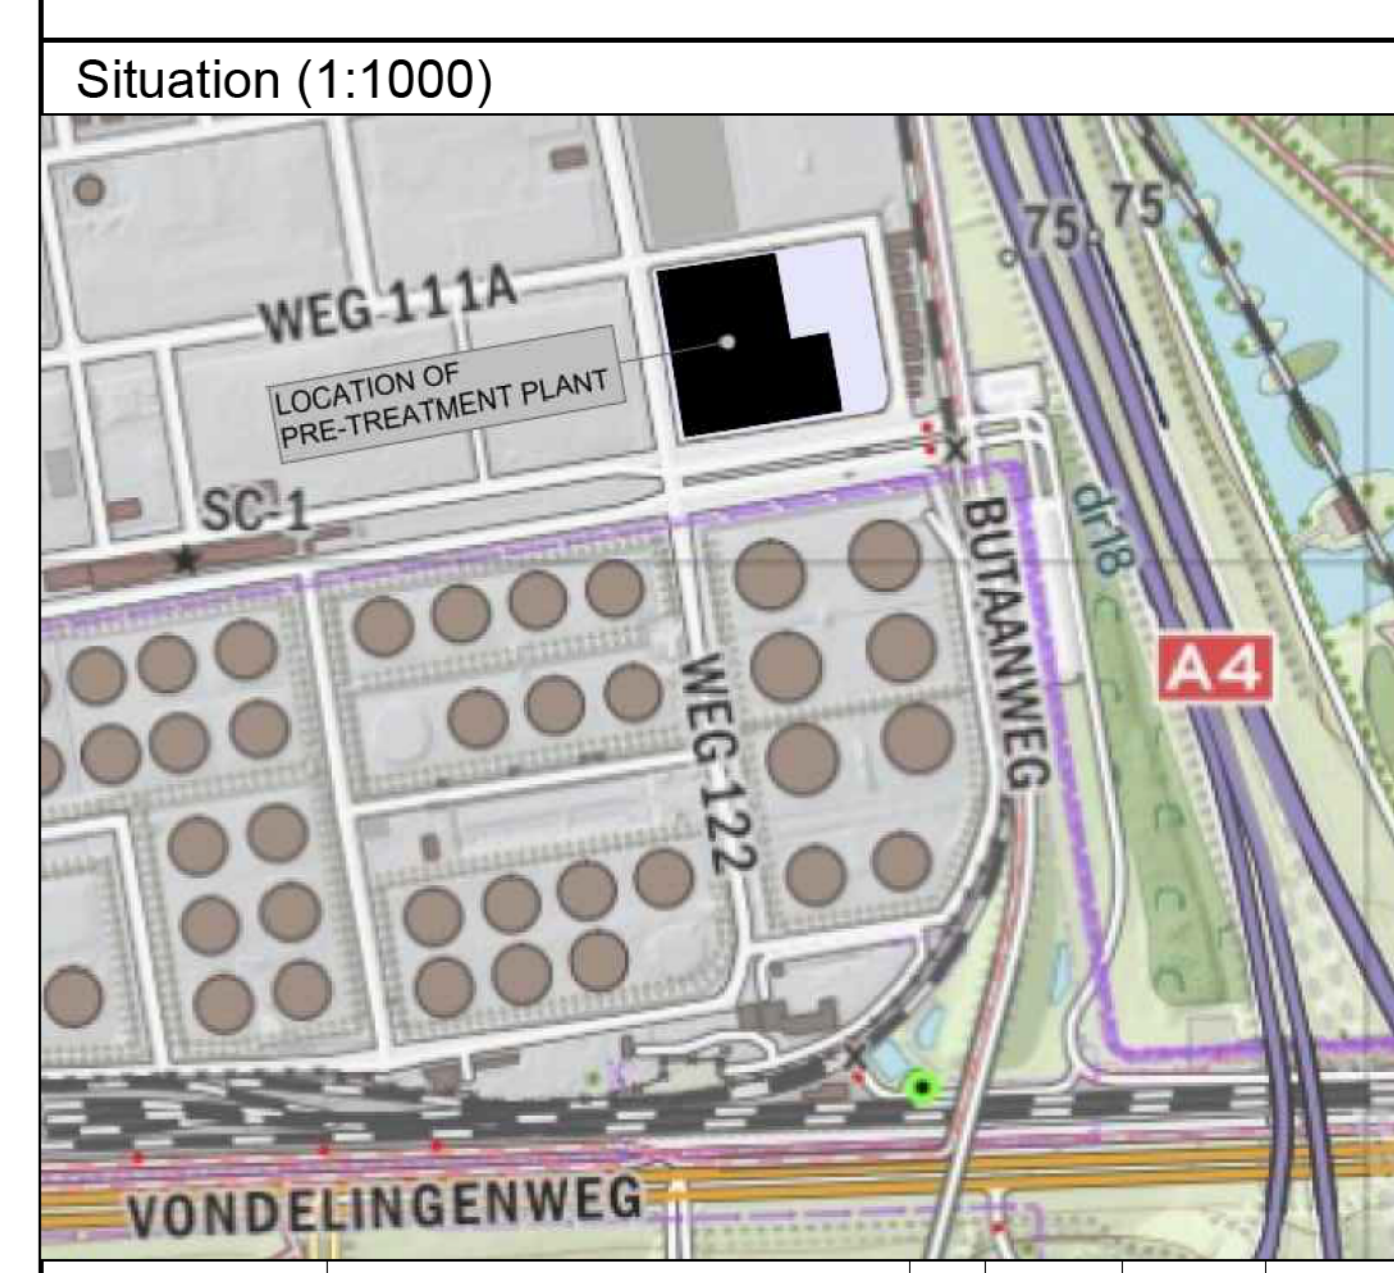 Situation (1:1000)
75
75
WEG 111A
LOCATION OF
PRE-TREATMENT PLANT
SC-1
BUTAANWEG
dr18
A4
WEG 122
VONDELINGENWEG